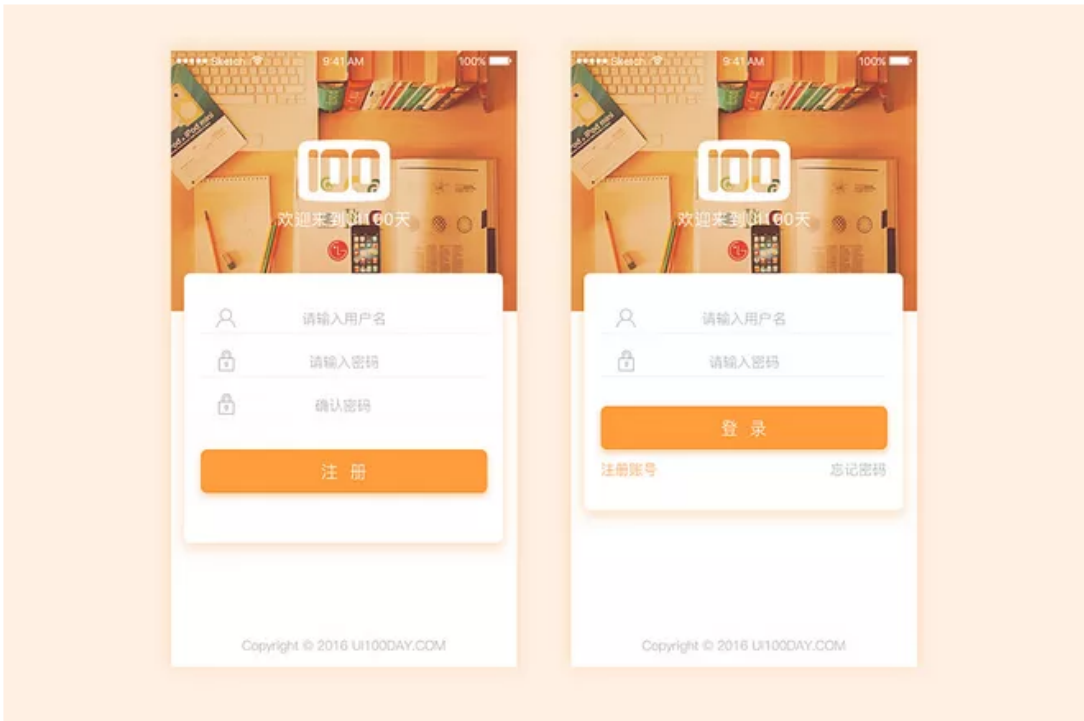 Sketch 9:41 AM 100%
iPod mini
100
欢迎来到UI100天
请输入用户名
请输入密码
确认密码
注 册
Copyright © 2016 UI100DAY.COM
Sketch 9:41 AM 100%
iPod mini
100
欢迎来到UI100天
请输入用户名
请输入密码
登 录
注册账号 忘记密码
Copyright © 2016 UI100DAY.COM